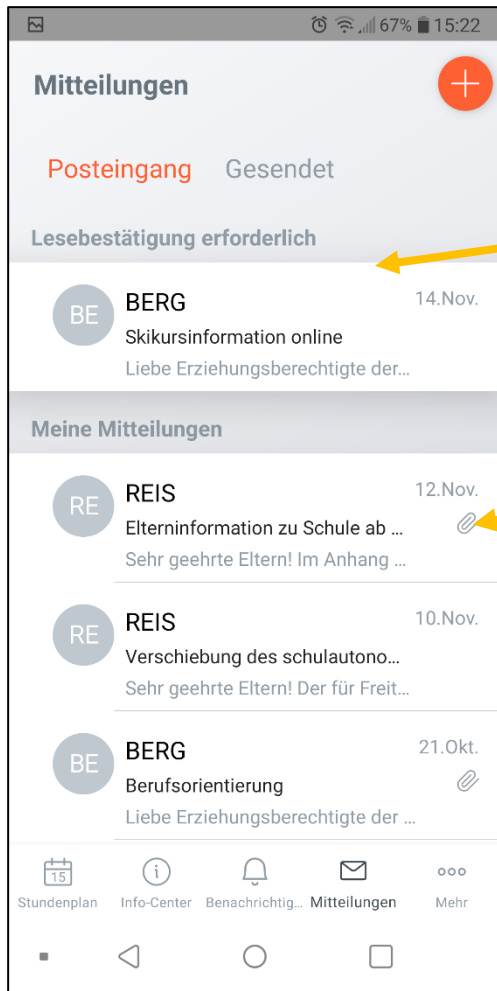 67% 15:22
Mitteilungen
Posteingang Gesendet
Lesebestätigung erforderlich
BE
BERG
14.Nov.
Skikursinformation online
Liebe Erziehungsberechtigte der...
Meine Mitteilungen
RE
REIS
12.Nov.
Elterninformation zu Schule ab ...
Sehr geehrte Eltern! Im Anhang ...
RE
REIS
10.Nov.
Verschiebung des schulautono...
Sehr geehrte Eltern! Der für Freit...
BE
BERG
21.Okt.
Berufsorientierung
Liebe Erziehungsberechtigte der ...
15
Stundenplan Info-Center Benachrichtig... Mitteilungen Mehr